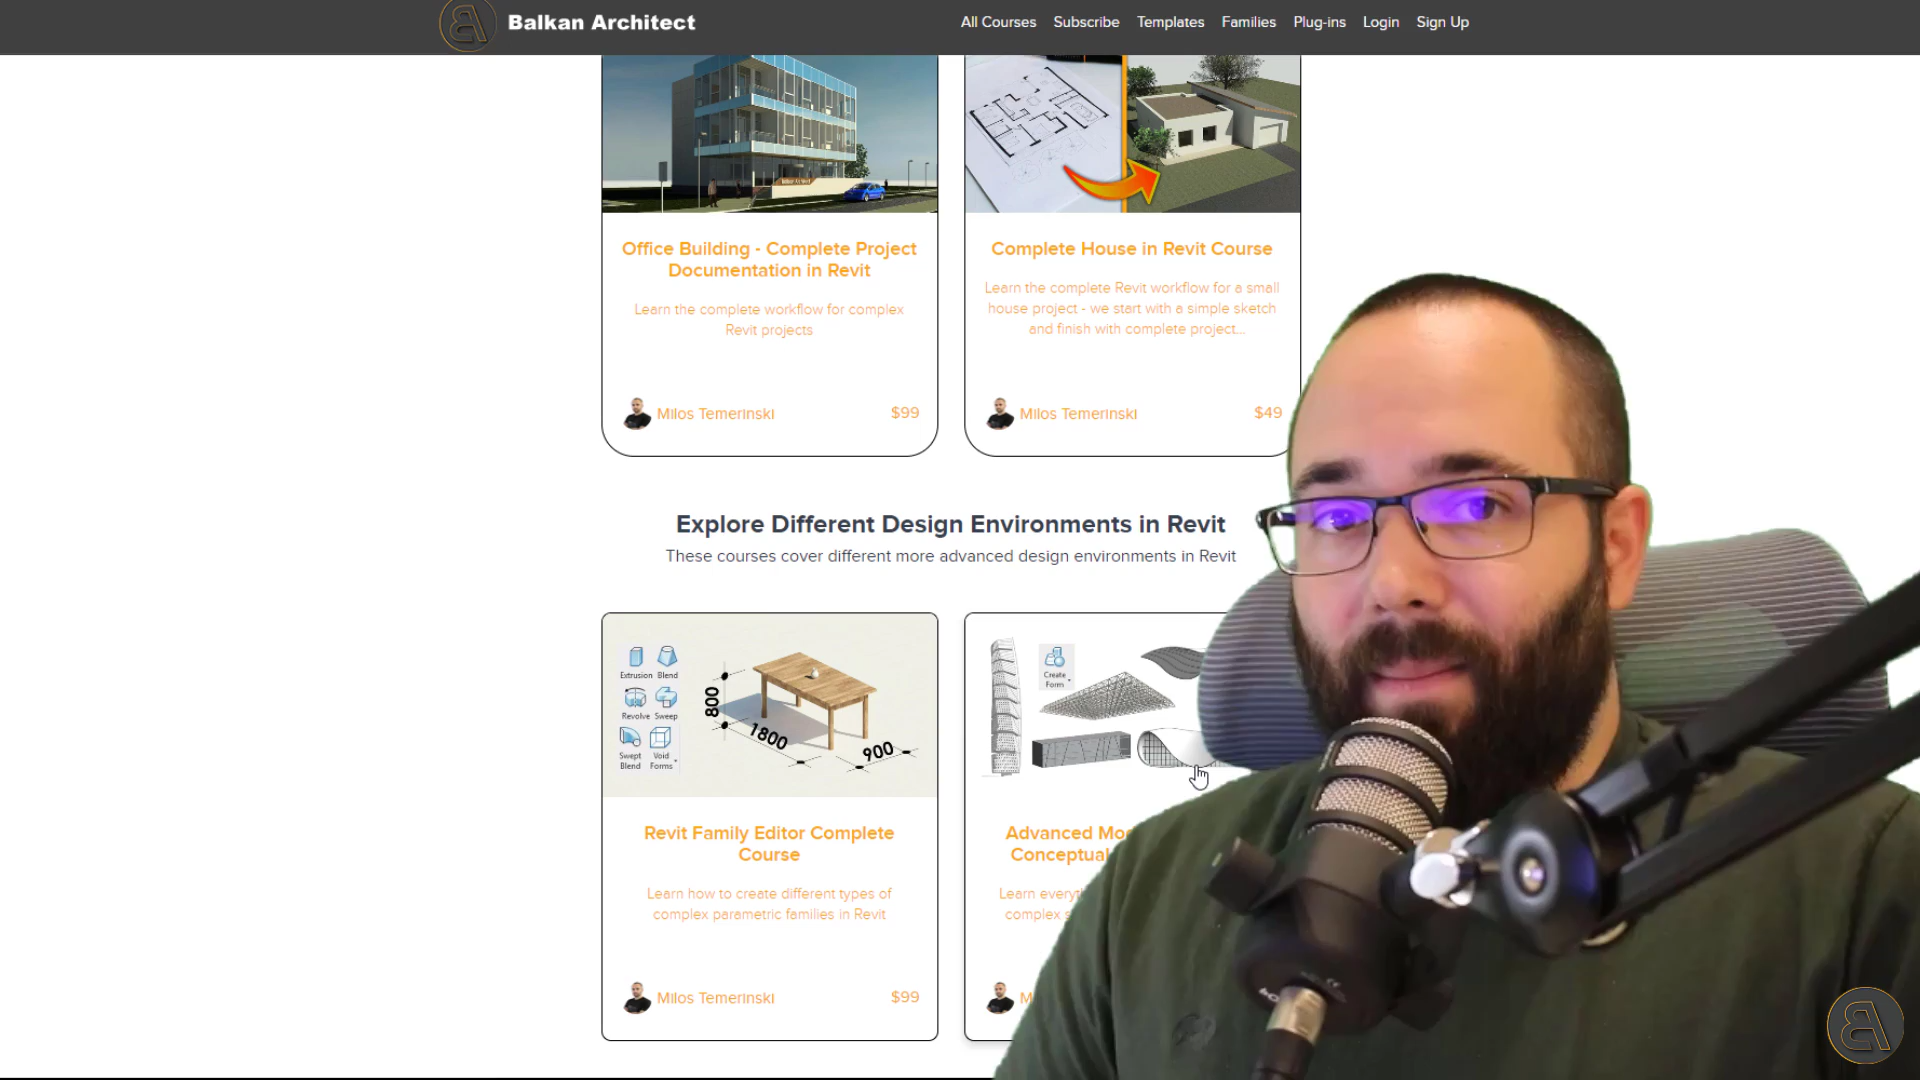 Balkan Architect
All Courses
Subscribe
Templates
Families
Plug-ins
Login
Sign Up
Office Building - Complete Project
Documentation in Revit
Learn the complete workflow for complex
Revit projects
Milos Temerinski
$99
Complete House in Revit Course
Learn the complete Revit workflow for a small
house project - we start with a simple sketch
and finish with complete project...
Milos Temerinski
$49
Explore Different Design Environments in Revit
These courses cover different more advanced design environments in Revit
Extrusion Blend
Revolve Sweep
Swept Void
Blend Forms
800
1800
900
Revit Family Editor Complete
Course
Learn how to create different types of
complex parametric families in Revit
Milos Temerinski
$99
Create
Form
Advanced
Conceptual
Learn
complex